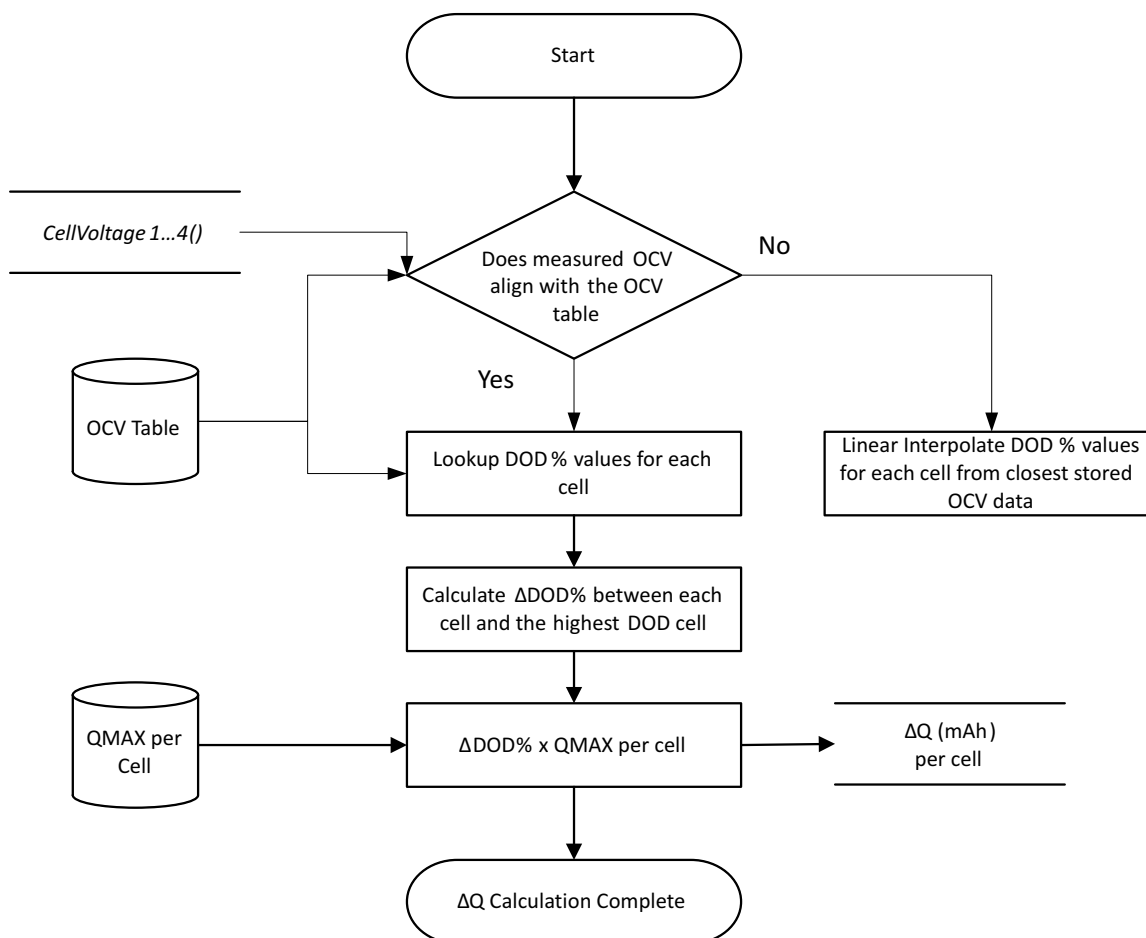 Start
CellVoltage 1...4()
Does measured OCV
align with the OCV
table
No
Yes
OCV Table
Lookup DOD % values for each
cell
Linear Interpolate DOD % values
for each cell from closest stored
OCV data
Calculate ΔDOD% between each
cell and the highest DOD cell
QMAX per
Cell
ΔDOD% x QMAX per cell
ΔQ (mAh)
per cell
ΔQ Calculation Complete